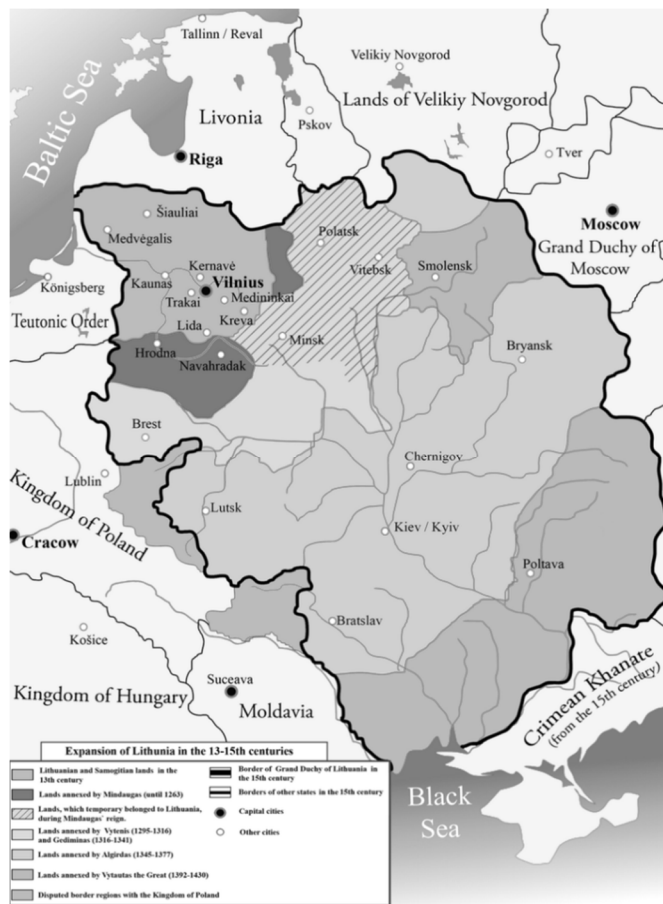 Tallinn / Reval
Velikiy Novgorod
Lands of Velikiy Novgorod
Baltic Sea
Livonia
Pskov
Tver
Riga
Moscow
Grand Duchy of
Moscow
Šiauliai
Medvėgalis
Polatsk
Vitebsk
Smolensk
Königsberg
Kaunas
Kernavė
Vilnius
Trakai
Medininkai
Kreva
Teutonic Order
Lida
Minsk
Hrodna
Navahradak
Bryansk
Brest
Lublin
Chernigov
Kingdom of Poland
Lutsk
Kiev / Kyiv
Cracow
Poltava
Bratslav
Košice
Kingdom of Hungary
Suceava
Moldavia
Crimean Khanate
(from the 15th century)
Black
Sea
Expansion of Lithunia in the 13-15th centuries
Lithuanian and Samogitian lands in the
13th century
Lands annexed by Mindaugas (until 1263)
Lands, which temporary belonged to Lithuania,
during Mindaugas` reign.
Lands annexed by Vytenis (1295-1316)
and Gediminas (1316-1341)
Lands annexed by Algirdas (1345-1377)
Lands annexed by Vytautas the Great (1392-1430)
Disputed border regions with the Kingdom of Poland
Border of Grand Duchy of Lithuania in
the 15th century
Borders of other states in the 15th century
Capital cities
Other cities